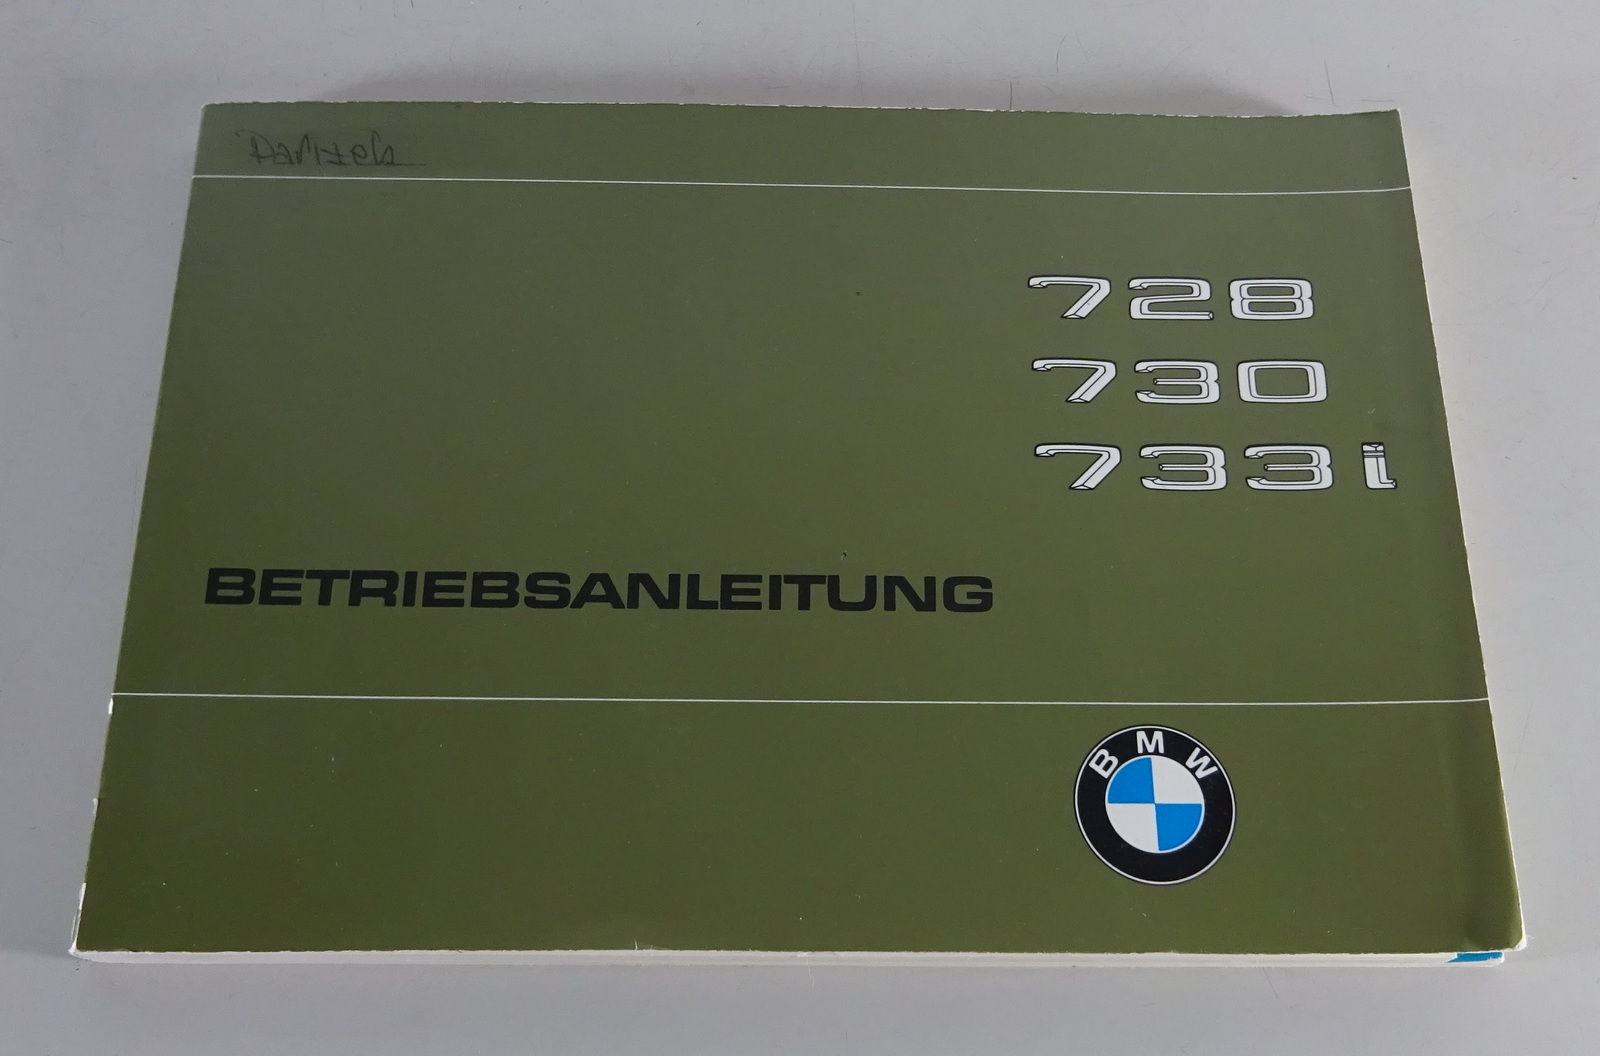 728
730
733i
BETRIEBSANLEITUNG
BMW